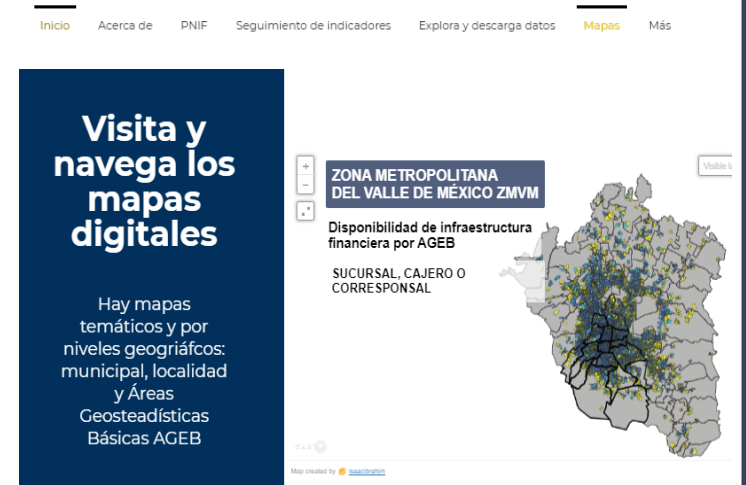 Inicio Acerca de PNIF Seguimiento de indicadores Explora y descarga datos Mapas Más
Visita y
navega los
mapas
digitales
Hay mapas
temáticos y por
niveles geogriáfcos:
municipal, localidad
y Áreas
Geosteadísticas
Básicas AGEB
+
−
ZONA METROPOLITANA
DEL VALLE DE MÉXICO ZMVM
Disponibilidad de infraestructura
financiera por AGEB
SUCURSAL, CAJERO O
CORRESPONSAL
Visible
Map created by isaacibrahim